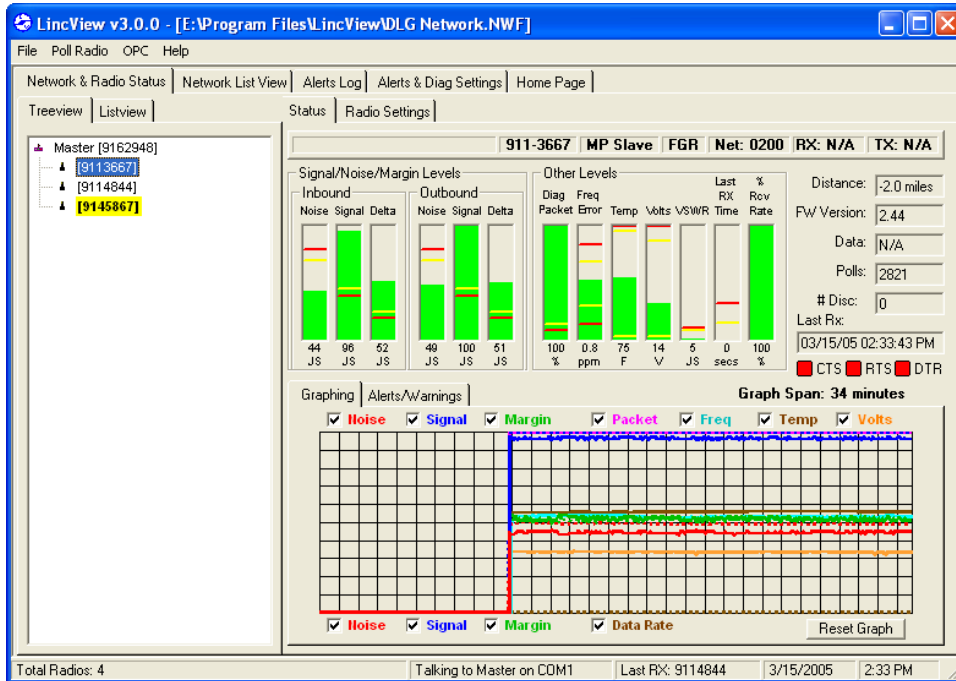 LincView v3.0.0 - [E:\Program Files\LincView\DLG Network.NWF]
File Poll Radio OPC Help
Network & Radio Status Network List View Alerts Log Alerts & Diag Settings Home Page
Treeview Listview
Status Radio Settings
Master [9162948]
[9113667]
[9114844]
[9145867]
911-3667 MP Slave FGR Net: 0200 RX: N/A TX: N/A
Signal/Noise/Margin Levels
Inbound
Noise Signal Delta
44 96 52
JS JS JS
Outbound
Noise Signal Delta
49 100 51
JS JS JS
Other Levels
Diag Packet Freq Error Temp Volts VSWR Last RX Time % Rcv Rate
100 0.8 75 14 5 0 100
% ppm F V JS secs %
Distance: -2.0 miles
FW Version: 2.44
Data: N/A
Polls: 2821
# Disc: 0
Last Rx:
03/15/05 02:33:43 PM
CTS RTS DTR
Graphing Alerts/Warnings
Graph Span: 34 minutes
Noise Signal Margin Packet Freq Temp Volts
Noise Signal Margin Data Rate
Reset Graph
Total Radios: 4 Talking to Master on COM1 Last RX: 9114844 3/15/2005 2:33 PM